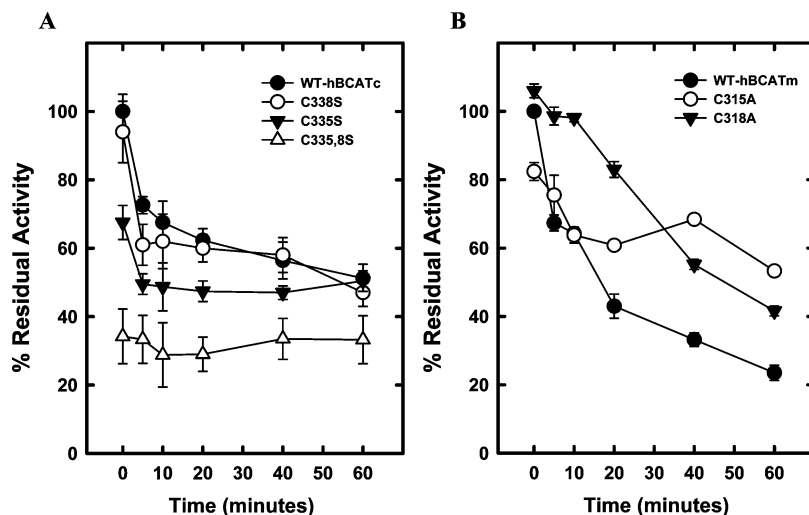 A
B
WT-hBCATc
C338S
C335S
C335,8S
WT-hBCATm
C315A
C318A
% Residual Activity
100
80
60
40
20
0
0 10 20 30 40 50 60
Time (minutes)
% Residual Activity
100
80
60
40
20
0
0 10 20 30 40 50 60
Time (minutes)